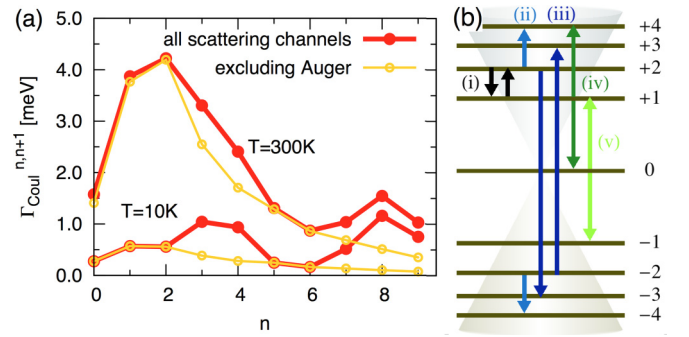 (a)
5.0
4.0
3.0
2.0
1.0
0.0
Γ_Coul^{n,n+1} [meV]
all scattering channels
excluding Auger
T=300K
T=10K
0 2 4 6 8
n
(b)
(ii) (iii)
+4
+3
+2
(i)
(iv)
+1
(v)
0
−1
−2
−3
−4